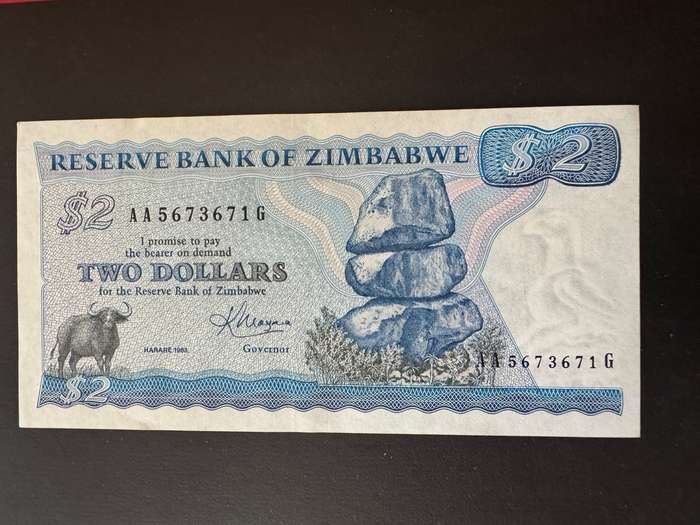 RESERVE BANK OF ZIMBABWE
$2
$2
AA5673671G
I promise to pay
the bearer on demand
TWO DOLLARS
for the Reserve Bank of Zimbabwe
HARARE 1983.
Governor
AA5673671G
$2